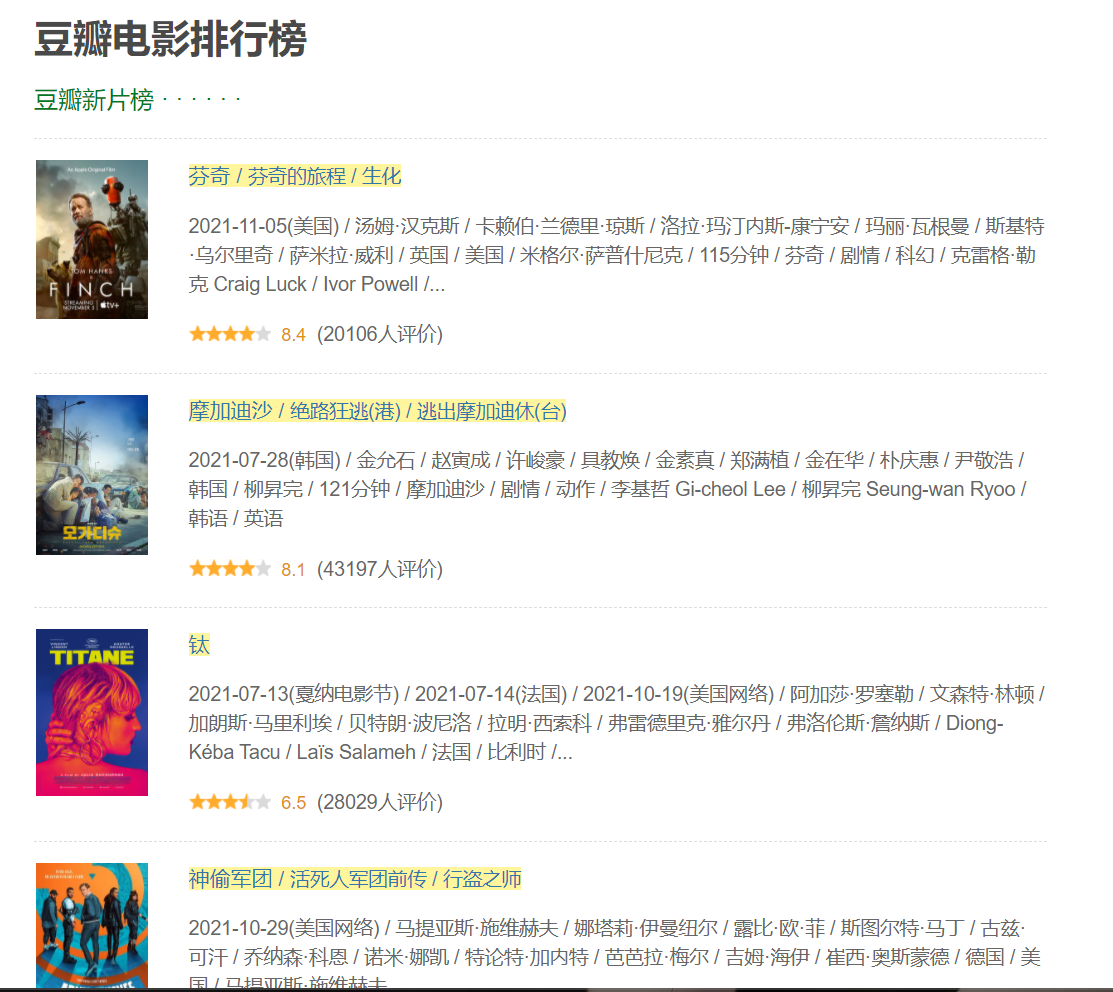 豆瓣电影排行榜
豆瓣新片榜 · · · · · ·
An Apple Original Film
TOM HANKS
FINCH
STREAMING
NOVEMBER 5
tv+
芬奇 / 芬奇的旅程 / 生化
2021-11-05(美国) / 汤姆·汉克斯 / 卡赖伯·兰德里·琼斯 / 洛拉·玛汀内斯-康宁安 / 玛丽·瓦根曼 / 斯基特
·乌尔里奇 / 萨米拉·威利 / 英国 / 美国 / 米格尔·萨普什尼克 / 115分钟 / 芬奇 / 剧情 / 科幻 / 克雷格·勒
克 Craig Luck / Ivor Powell /...
8.4 (20106人评价)
모가디슈
摩加迪沙 / 绝路狂逃(港) / 逃出摩加迪休(台)
2021-07-28(韩国) / 金允石 / 赵寅成 / 许峻豪 / 具教焕 / 金素真 / 郑满植 / 金在华 / 朴庆惠 / 尹敬浩 /
韩国 / 柳昇完 / 121分钟 / 摩加迪沙 / 剧情 / 动作 / 李基哲 Gi-cheol Lee / 柳昇完 Seung-wan Ryoo /
韩语 / 英语
8.1 (43197人评价)
TITANE
钛
2021-07-13(戛纳电影节) / 2021-07-14(法国) / 2021-10-19(美国网络) / 阿加莎·罗塞勒 / 文森特·林顿 /
加朗斯·马里利埃 / 贝特朗·波尼洛 / 拉明·西索科 / 弗雷德里克·雅尔丹 / 弗洛伦斯·詹纳斯 / Diong-
Kéba Tacu / Laïs Salameh / 法国 / 比利时 /...
6.5 (28029人评价)
神偷军团 / 活死人军团前传 / 行盗之师
2021-10-29(美国网络) / 马提亚斯·施维赫夫 / 娜塔莉·伊曼纽尔 / 露比·欧·菲 / 斯图尔特·马丁 / 古兹·
可汗 / 乔纳森·科恩 / 诺米·娜凯 / 特论特·加内特 / 芭芭拉·梅尔 / 吉姆·海伊 / 崔西·奥斯蒙德 / 德国 / 美
国 / 马提亚斯·施维赫夫